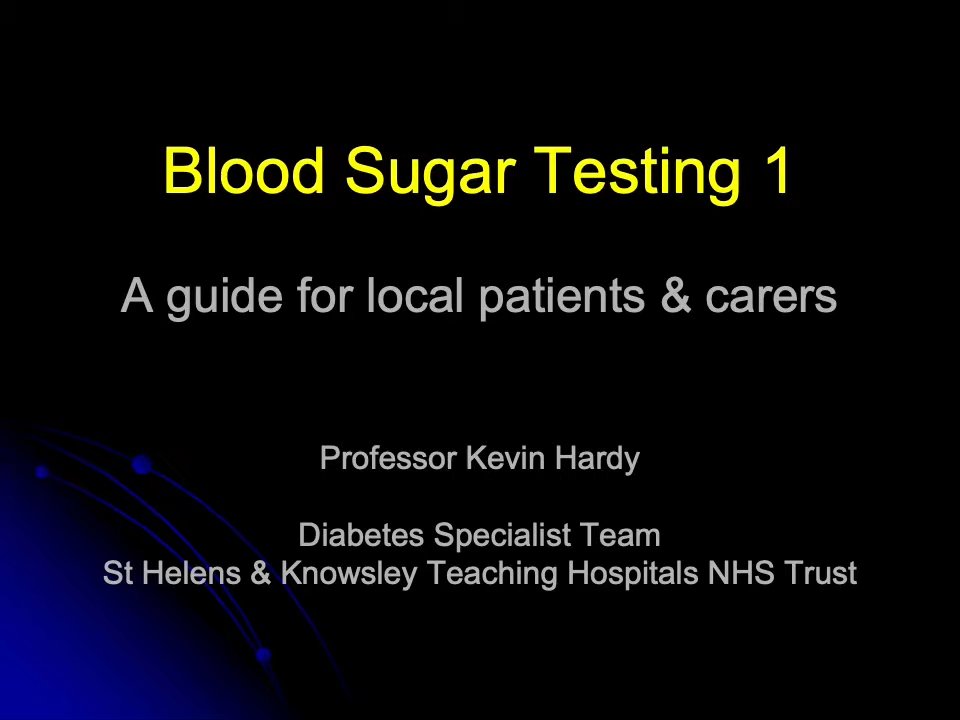 Blood Sugar Testing 1
A guide for local patients & carers
Professor Kevin Hardy
Diabetes Specialist Team
St Helens & Knowsley Teaching Hospitals NHS Trust